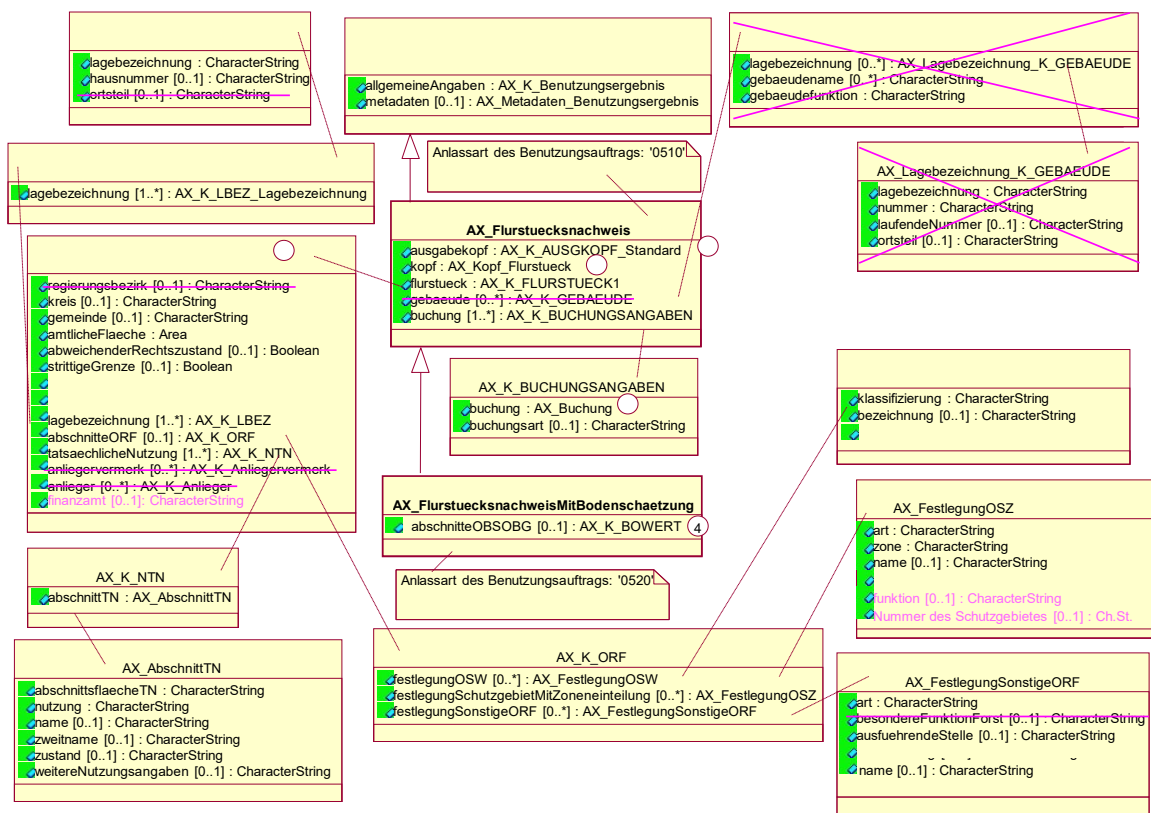 lagebezeichnung : CharacterString
hausnummer [0..1] : CharacterString
ortsteil [0..1] : CharacterString
allgemeineAngaben : AX_K_Benutzungsergebnis
metadaten [0..1] : AX_Metadaten_Benutzungsergebnis
lagebezeichnung [0..*] : AX_Lagebezeichnung_K_GEBAEUDE
gebaeudename [0..*] : CharacterString
gebaeudefunktion : CharacterString
lagebezeichnung [1..*] : AX_K_LBEZ_Lagebezeichnung
Anlassart des Benutzungsauftrags: '0510'
AX_Lagebezeichnung_K_GEBAEUDE
lagebezeichnung : CharacterString
nummer : CharacterString
laufendeNummer : CharacterString
ortsteil [0..1] : CharacterString
AX_Flurstuecksnachweis
ausgabekopf : AX_K_AUSGKOPF_Standard
kopf : AX_Kopf_Flurstueck
flurstueck : AX_K_FLURSTUECK1
gebaeude [0..*] : AX_K_GEBAEUDE
buchung [1..*] : AX_K_BUCHUNGSANGABEN
regierungsbezirk [0..1] : CharacterString
kreis [0..1] : CharacterString
gemeinde [0..1] : CharacterString
amtlicheFlaeche : Area
abweichenderRechtszustand [0..1] : Boolean
strittigeGrenze [0..1] : Boolean
lagebezeichnung [1..*] : AX_K_LBEZ
abschnitteORF [0..1] : AX_K_ORF
tatsaechlicheNutzung [1..*] : AX_K_NTN
anliegervermerk [0..*] : AX_K_Anliegervermerk
anlieger [0..*] : AX_K_Anlieger
finanzamt [0..1]: CharacterString
AX_K_BUCHUNGSANGABEN
buchung : AX_Buchung
buchungsart [0..1] : CharacterString
klassifizierung : CharacterString
bezeichnung [0..1] : CharacterString
AX_FlurstuecksnachweisMitBodenschaetzung
abschnitteOBSOBG [0..1] : AX_K_BOWERT
4
Anlassart des Benutzungsauftrags: '0520'
AX_FestlegungOSZ
art : CharacterString
zone : CharacterString
name [0..1] : CharacterString
funktion [0..1] : CharacterString
Nummer des Schutzgebietes [0..1] : Ch.St.
AX_K_NTN
abschnittTN : AX_AbschnittTN
AX_AbschnittTN
abschnittsflaecheTN : CharacterString
nutzung : CharacterString
name [0..1] : CharacterString
zweitname [0..1] : CharacterString
zustand [0..1] : CharacterString
weitereNutzungsangaben [0..1] : CharacterString
AX_K_ORF
festlegungOSW [0..*] : AX_FestlegungOSW
festlegungSchutzgebietMitZoneneinteilung [0..*] : AX_FestlegungOSZ
festlegungSonstigeORF [0..*] : AX_FestlegungSonstigeORF
AX_FestlegungSonstigeORF
art : CharacterString
besondereFunktionForst [0..1] : CharacterString
ausfuehrendeStelle [0..1] : CharacterString
name [0..1] : CharacterString